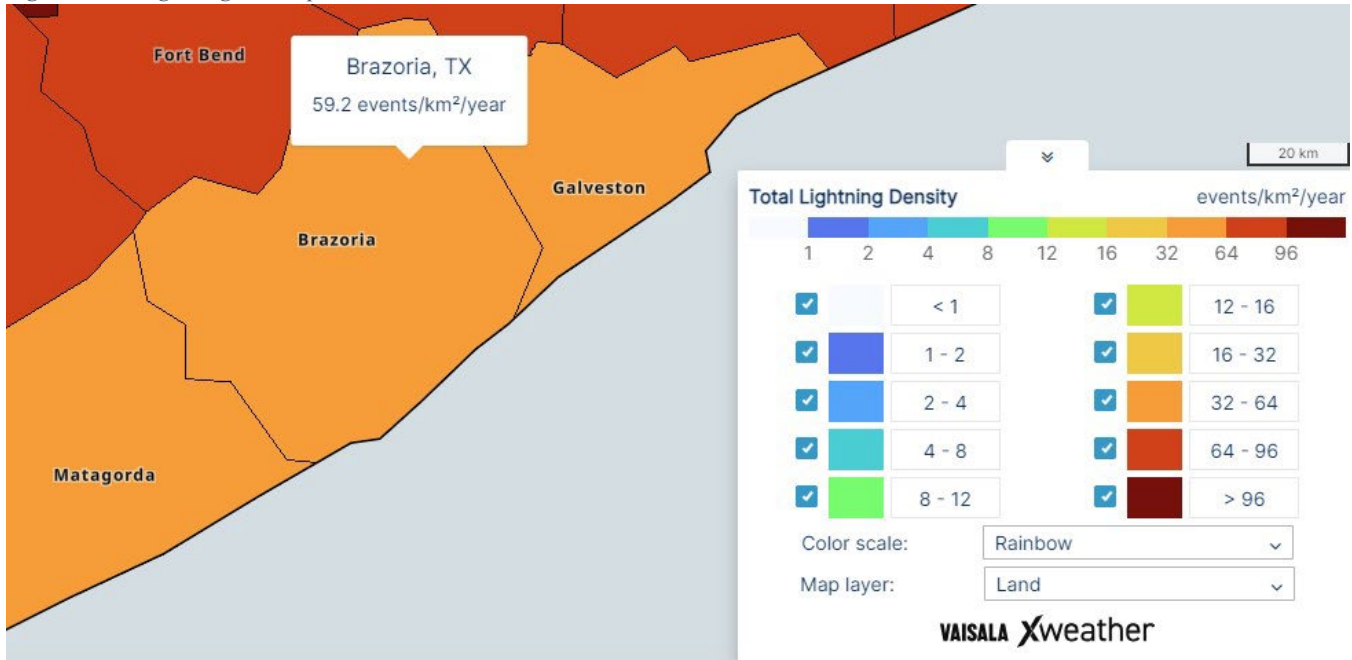 Fort Bend
Brazoria, TX
59.2 events/km²/year
Galveston
Brazoria
Matagorda
20 km
Total Lightning Density events/km²/year
1 2 4 8 12 16 32 64 96
< 1 12 - 16
1 - 2 16 - 32
2 - 4 32 - 64
4 - 8 64 - 96
8 - 12 > 96
Color scale: Rainbow
Map layer: Land
VAISALA Xweather